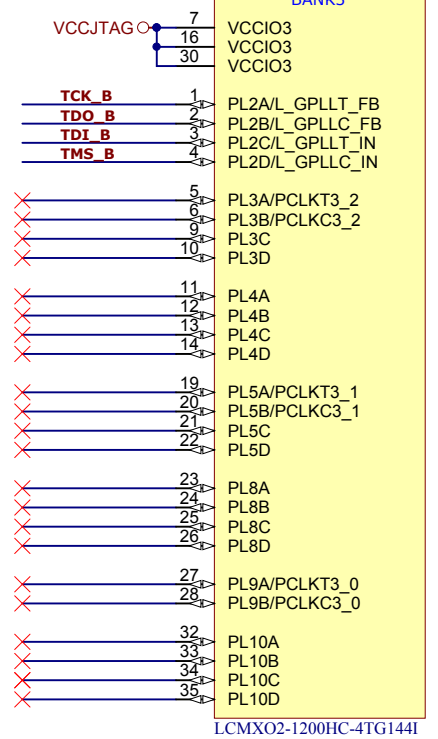 BANK3
VCCJTAG 7 VCCIO3
16 VCCIO3
30 VCCIO3
TCK_B 1 PL2A/L_GPLLT_FB
TDO_B 2 PL2B/L_GPLLC_FB
TDI_B 3 PL2C/L_GPLLT_IN
TMS_B 4 PL2D/L_GPLLC_IN
5 PL3A/PCLKT3_2
6 PL3B/PCLKC3_2
9 PL3C
10 PL3D
11 PL4A
12 PL4B
13 PL4C
14 PL4D
19 PL5A/PCLKT3_1
20 PL5B/PCLKC3_1
21 PL5C
22 PL5D
23 PL8A
24 PL8B
25 PL8C
26 PL8D
27 PL9A/PCLKT3_0
28 PL9B/PCLKC3_0
32 PL10A
33 PL10B
34 PL10C
35 PL10D
LCMXO2-1200HC-4TG144I